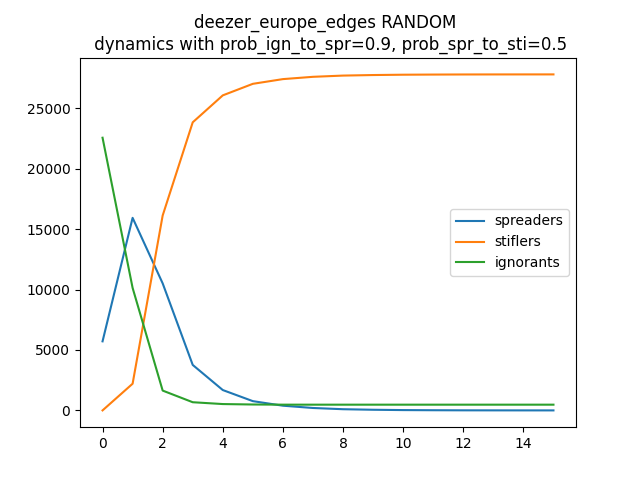 deezer_europe_edges RANDOM
dynamics with prob_ign_to_spr=0.9, prob_spr_to_sti=0.5
25000
20000
15000
10000
5000
0
spreaders
stiflers
ignorants
0 2 4 6 8 10 12 14